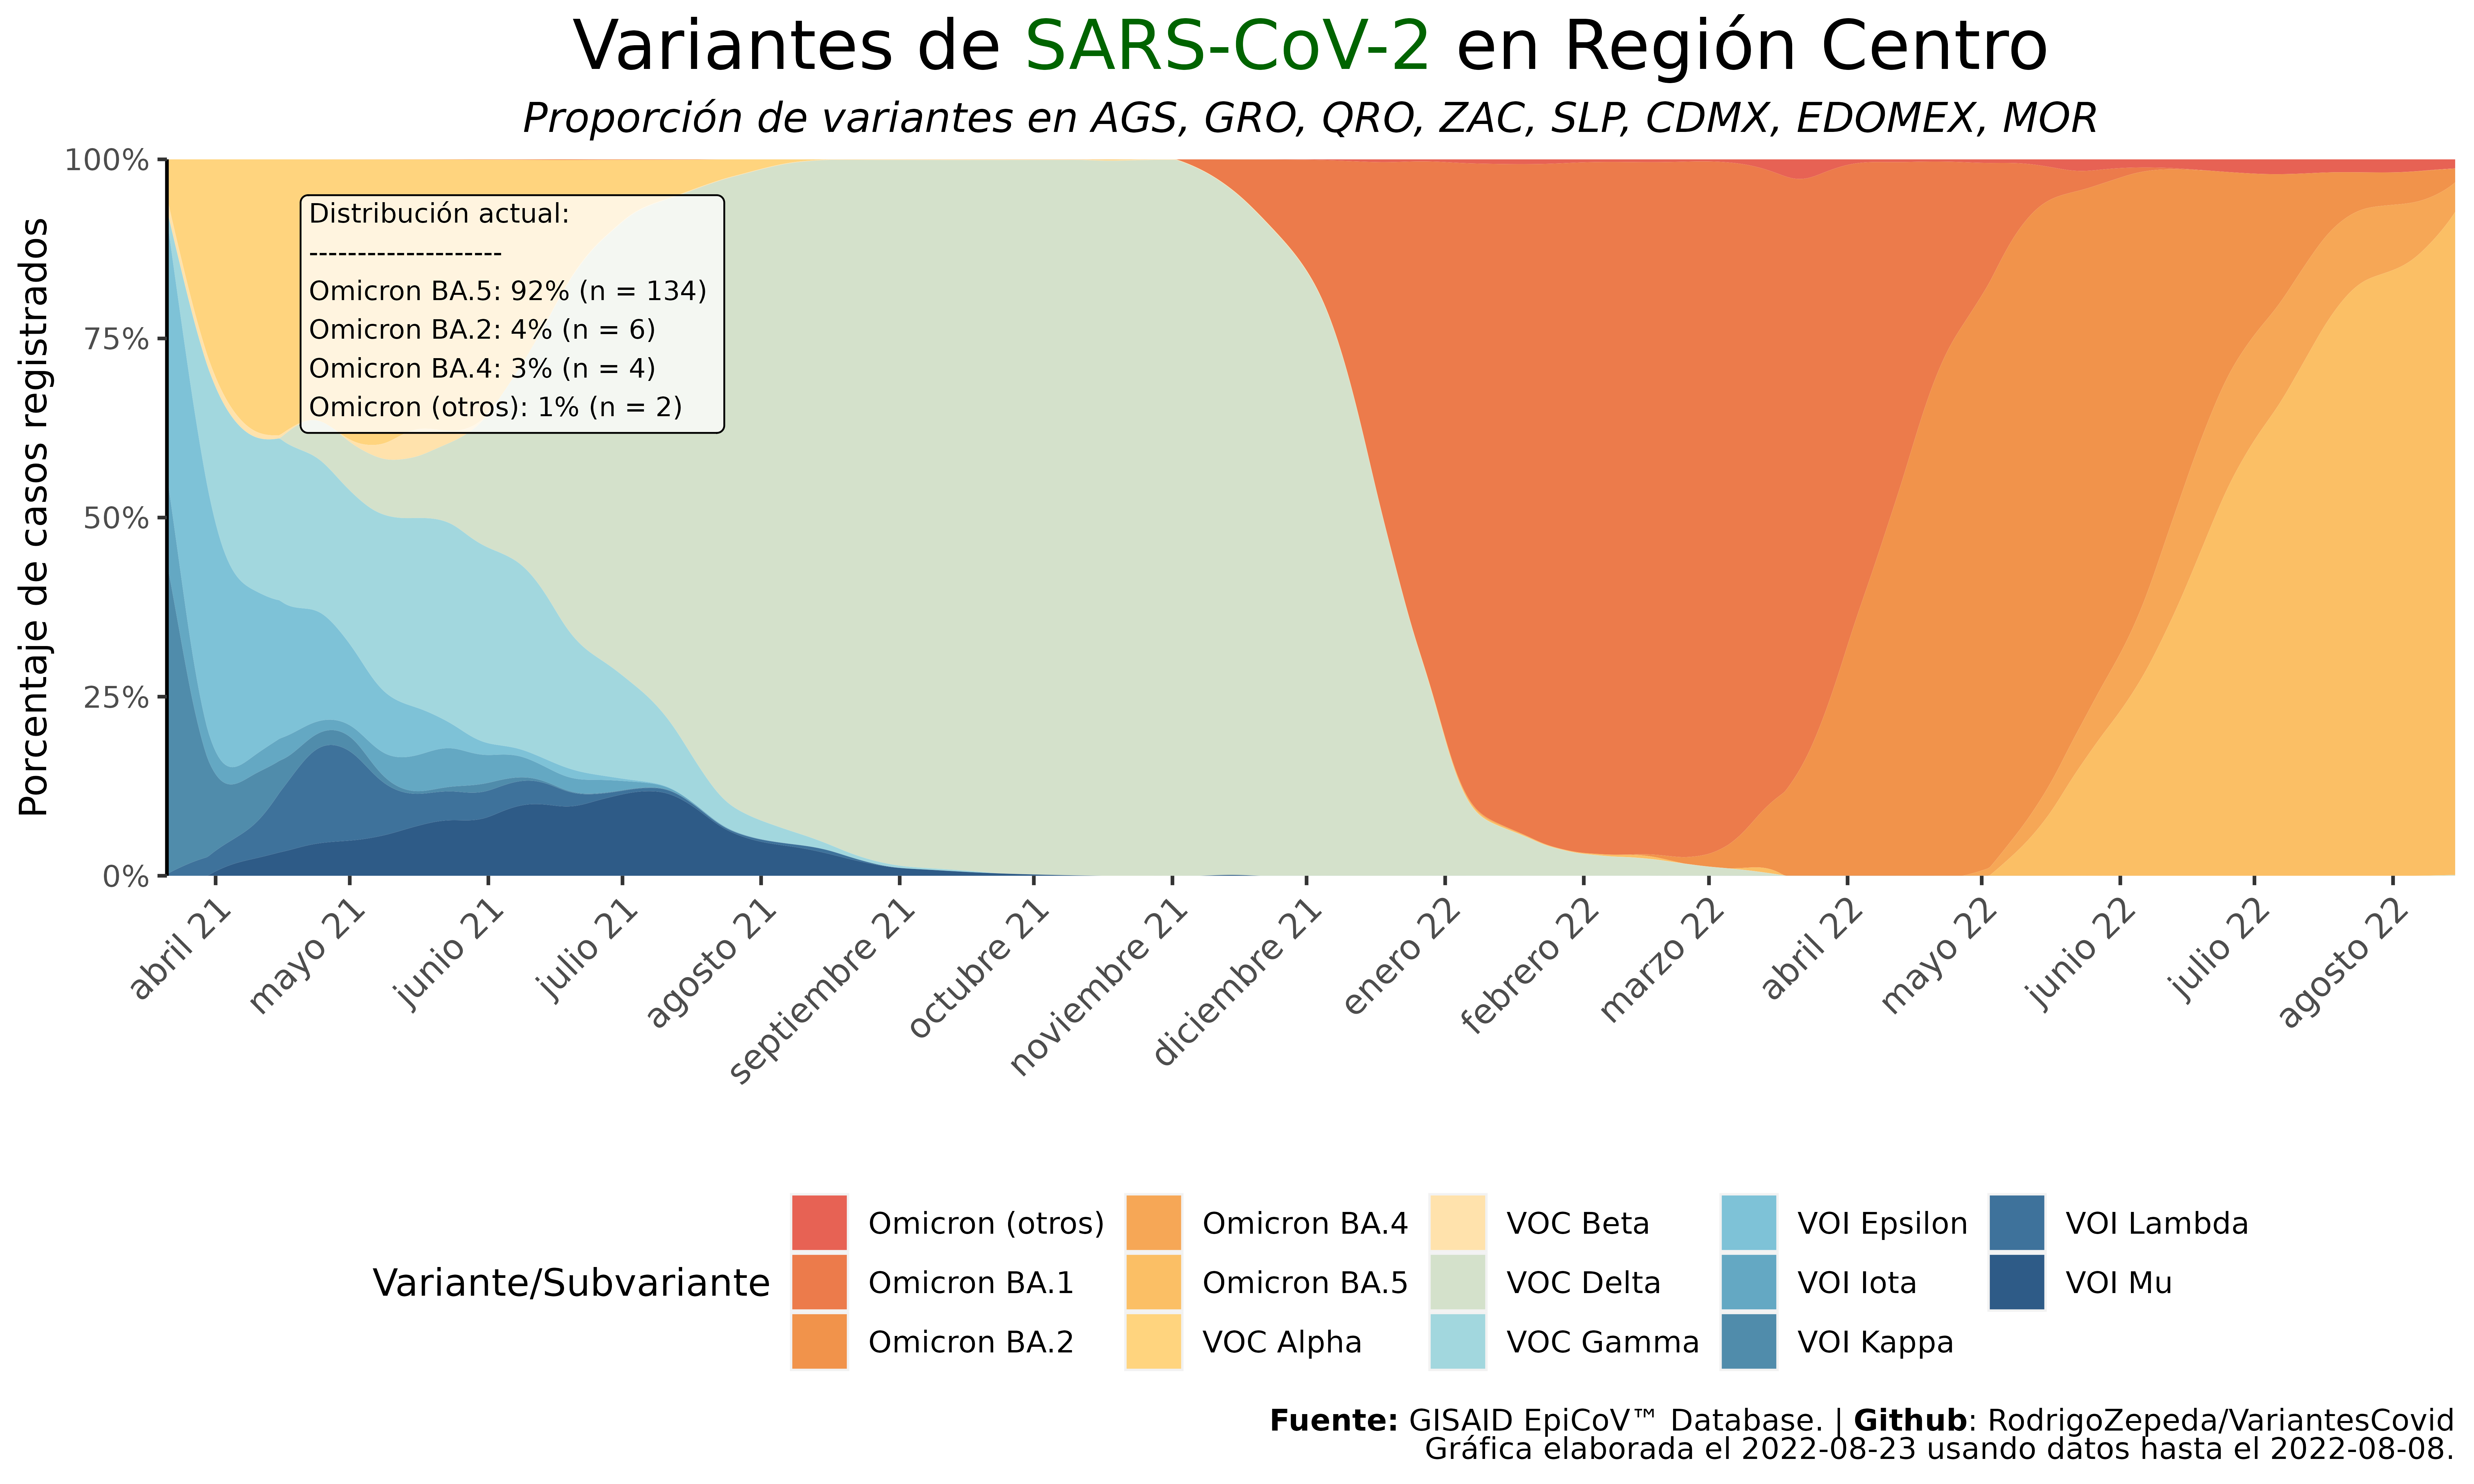 Variantes de SARS-CoV-2 en Región Centro
Proporción de variantes en AGS, GRO, QRO, ZAC, SLP, CDMX, EDOMEX, MOR
Porcentaje de casos registrados
100%
75%
50%
25%
0%
Distribución actual:
--------------------
Omicron BA.5: 92% (n = 134)
Omicron BA.2: 4% (n = 6)
Omicron BA.4: 3% (n = 4)
Omicron (otros): 1% (n = 2)
abril 21
mayo 21
junio 21
julio 21
agosto 21
septiembre 21
octubre 21
noviembre 21
diciembre 21
enero 22
febrero 22
marzo 22
abril 22
mayo 22
junio 22
julio 22
agosto 22
Variante/Subvariante
Omicron (otros)
Omicron BA.1
Omicron BA.2
Omicron BA.4
Omicron BA.5
VOC Alpha
VOC Beta
VOC Delta
VOC Gamma
VOI Epsilon
VOI Iota
VOI Kappa
VOI Lambda
VOI Mu
Fuente: GISAID EpiCoV™ Database. | Github: RodrigoZepeda/VariantesCovid
Gráfica elaborada el 2022-08-23 usando datos hasta el 2022-08-08.